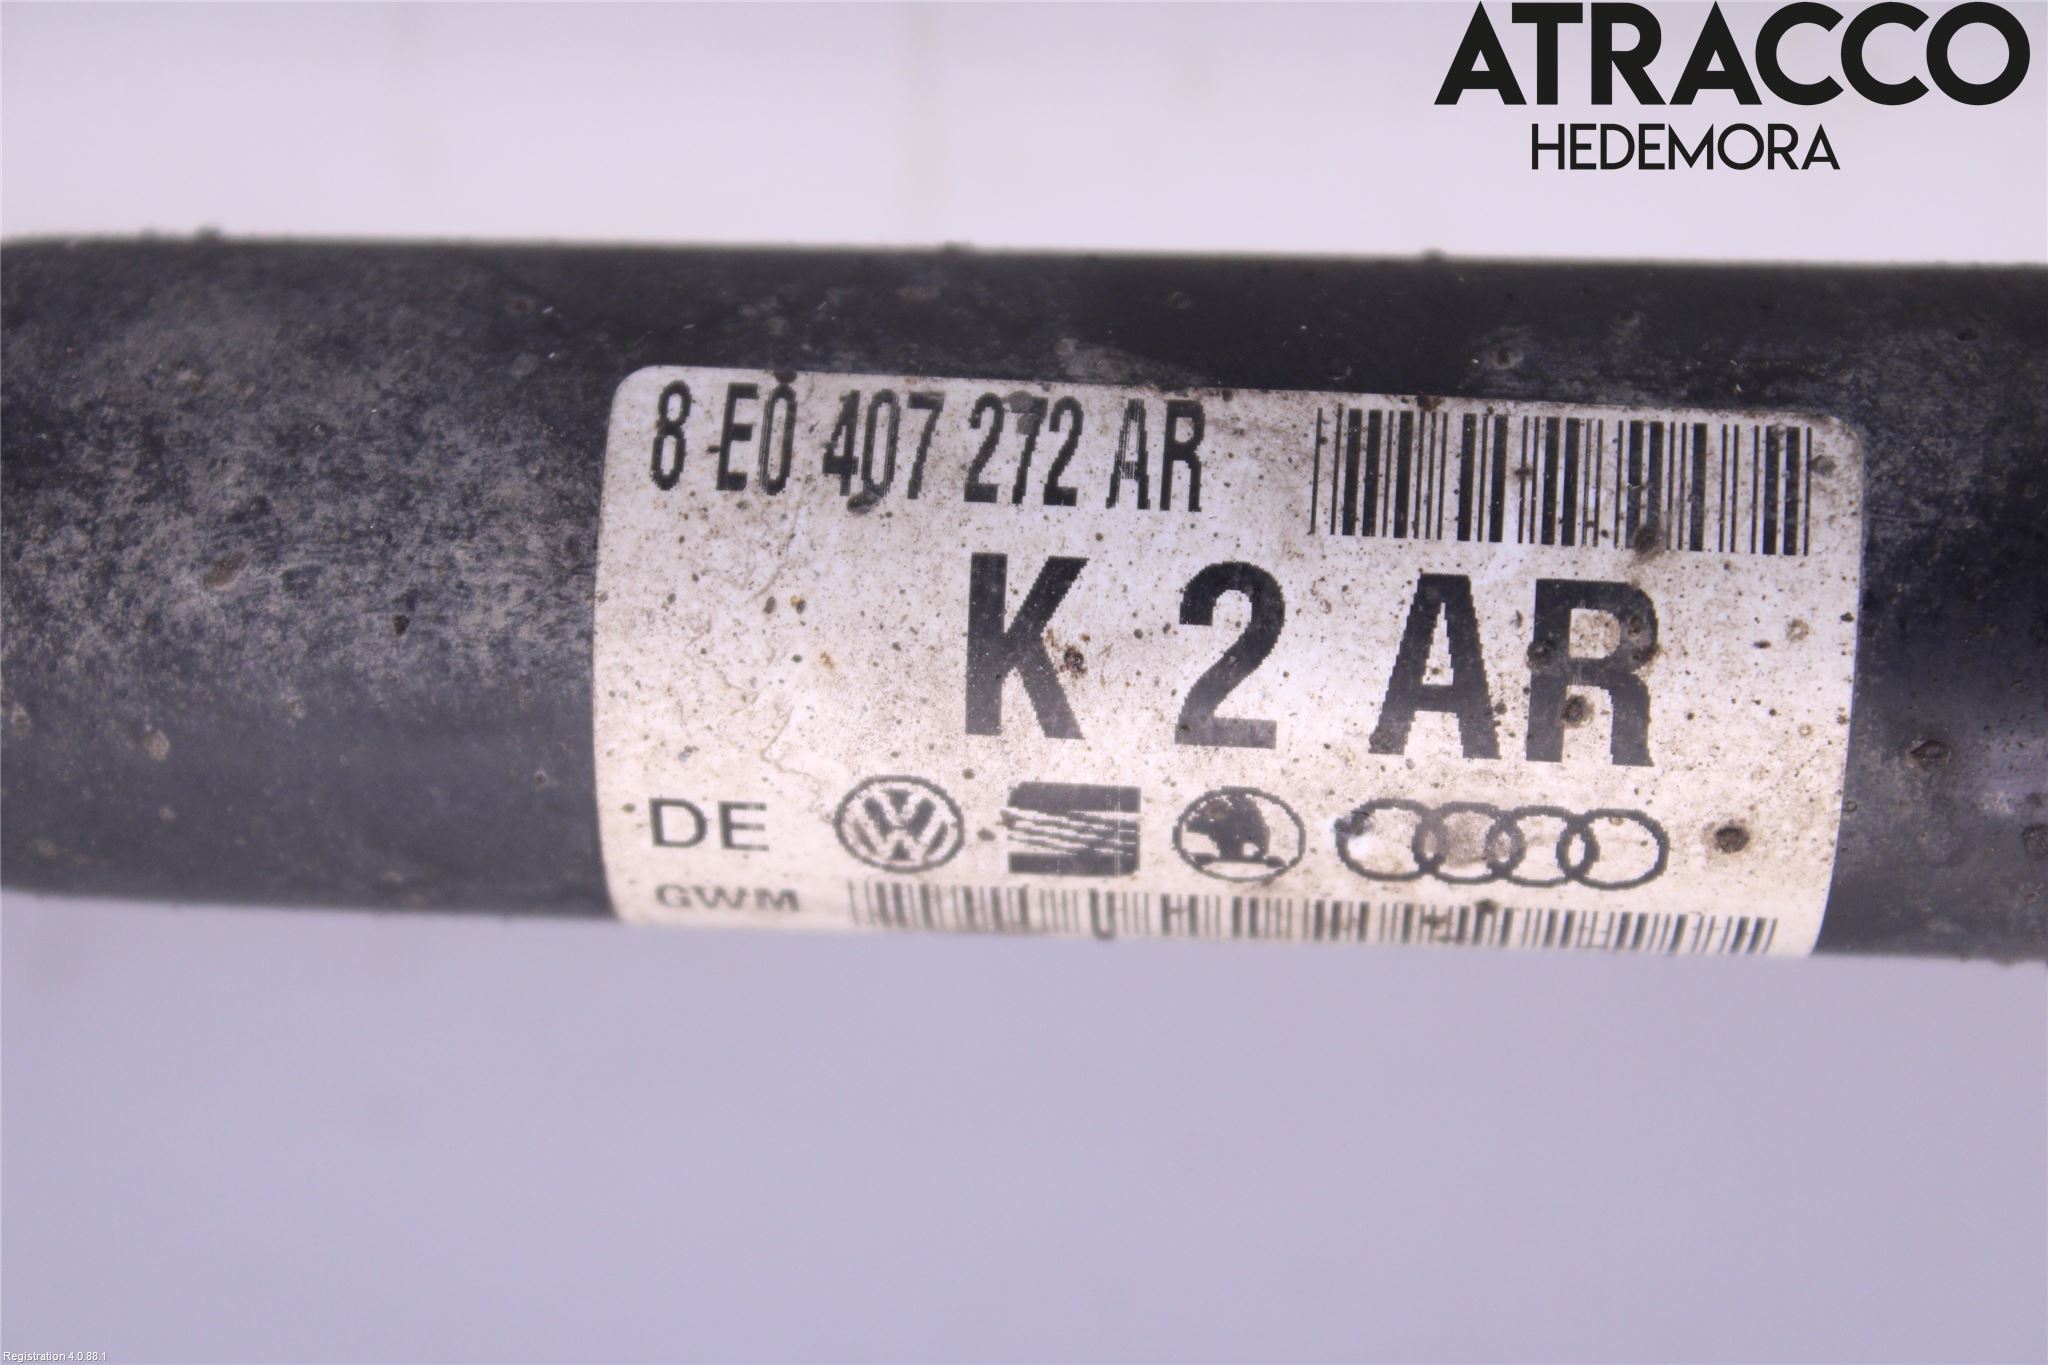 ATRACCO
HEDEMORA
8 E0 407 272 AR
K 2 AR
DE
GWM
Registration 4.0.88.1